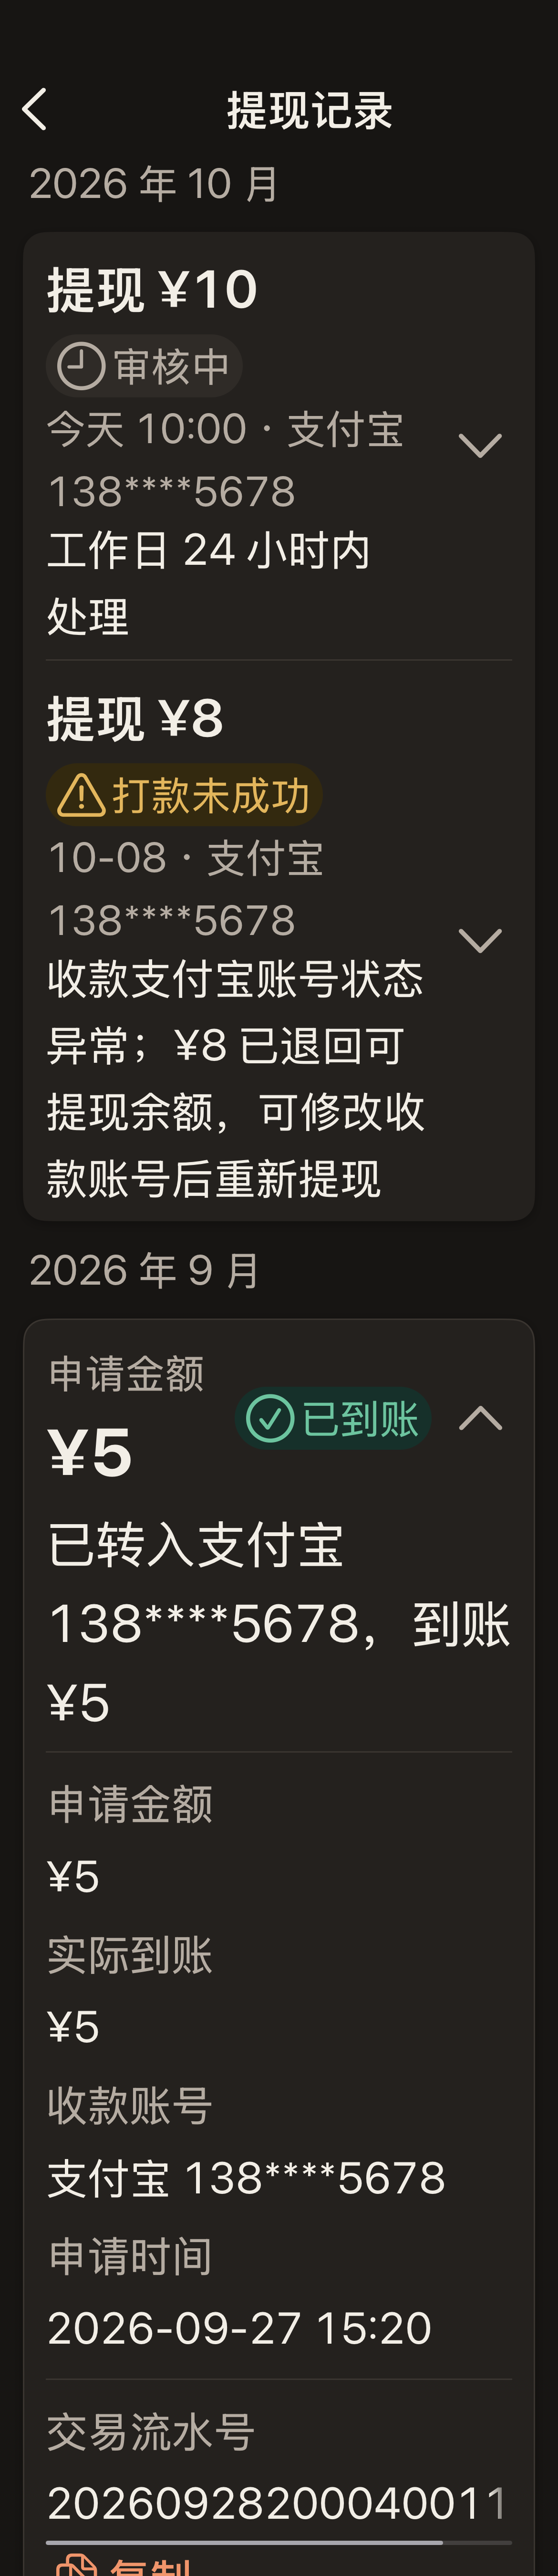 提现记录
2026 年 10 月
提现 ¥10
审核中
今天 10:00 · 支付宝
138****5678
工作日 24 小时内
处理
提现 ¥8
打款未成功
10-08 · 支付宝
138****5678
收款支付宝账号状态
异常；¥8 已退回可
提现余额，可修改收
款账号后重新提现
2026 年 9 月
申请金额
¥5
已到账
已转入支付宝
138****5678，到账
¥5
申请金额
¥5
实际到账
¥5
收款账号
支付宝 138****5678
申请时间
2026-09-27 15:20
交易流水号
20260928200040011
复制